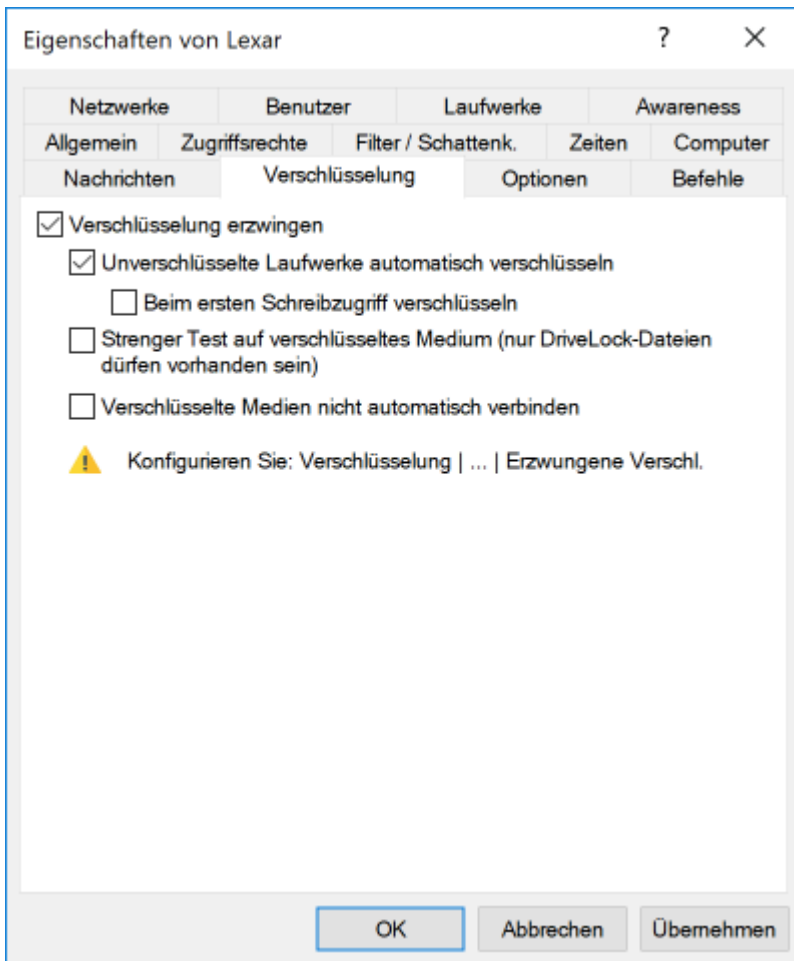 Eigenschaften von Lexar ?
Netzwerke Benutzer Laufwerke Awareness
Allgemein Zugriffsrechte Filter / Schattenk. Zeiten Computer
Nachrichten Verschlüsselung Optionen Befehle
Verschlüsselung erzwingen
Unverschlüsselte Laufwerke automatisch verschlüsseln
Beim ersten Schreibzugriff verschlüsseln
Strenger Test auf verschlüsseltes Medium (nur DriveLock-Dateien
dürfen vorhanden sein)
Verschlüsselte Medien nicht automatisch verbinden
Konfigurieren Sie: Verschlüsselung | ... | Erzwungene Verschl.
OK Abbrechen Übernehmen